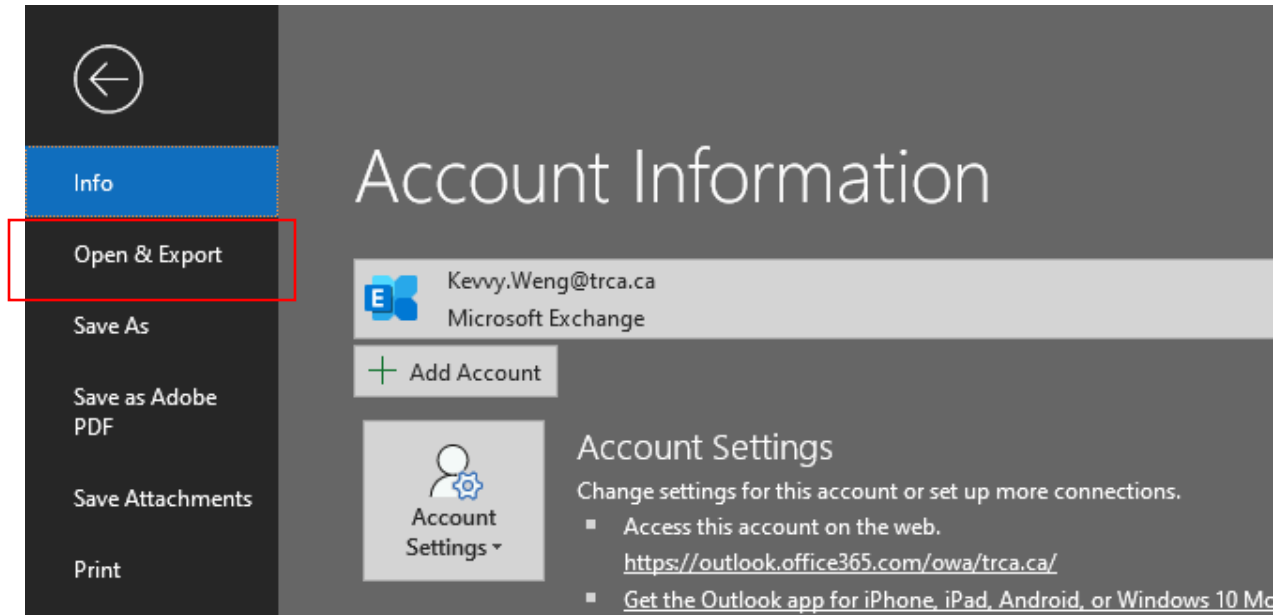 Info
Open & Export
Save As
Save as Adobe
PDF
Save Attachments
Print
Account Information
E
Kevvy.Weng@trca.ca
Microsoft Exchange
Add Account
Account
Settings
Account Settings
Change settings for this account or set up more connections.
Access this account on the web.
https://outlook.office365.com/owa/trca.ca/
Get the Outlook app for iPhone, iPad, Android, or Windows 10 Mo